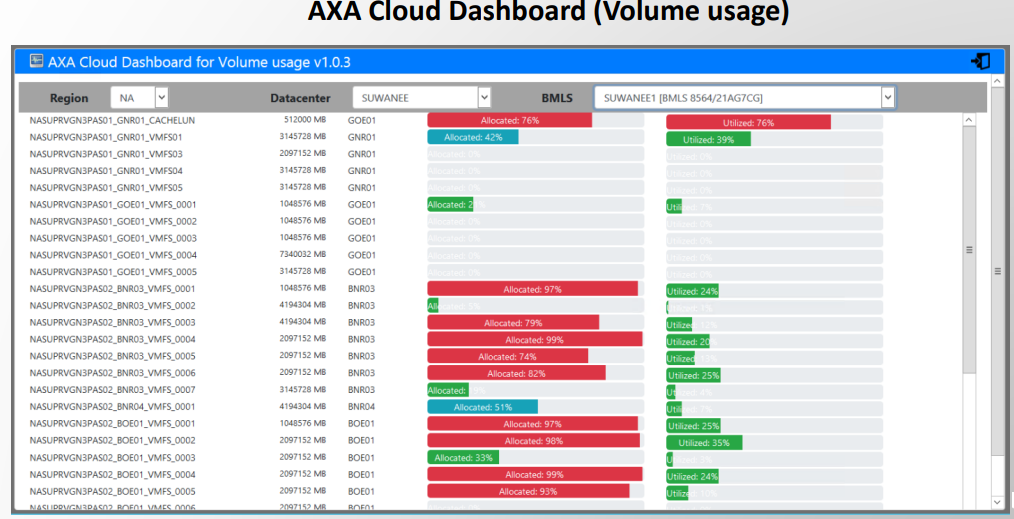 AXA Cloud Dashboard (Volume usage)
AXA Cloud Dashboard for Volume usage v1.0.3
Region NA Datacenter SUWANEE BMLS SUWANEE1 [BMLS 8564/21AG7CG]
NASUPRVGN3PAS01_GNR01_CACHELUN 512000 MB GOE01 Allocated: 76% Utilized: 76%
NASUPRVGN3PAS01_GNR01_VMFS01 3145728 MB GNR01 Allocated: 42% Utilized: 39%
NASUPRVGN3PAS01_GNR01_VMFS03 2097152 MB GNR01 Allocated: 0% Utilized: 0%
NASUPRVGN3PAS01_GNR01_VMFS04 3145728 MB GNR01 Allocated: 0% Utilized: 0%
NASUPRVGN3PAS01_GNR01_VMFS05 3145728 MB GNR01 Allocated: 0% Utilized: 0%
NASUPRVGN3PAS01_GOE01_VMFS_0001 1048576 MB GOE01 Allocated: 21% Utilized: 7%
NASUPRVGN3PAS01_GOE01_VMFS_0002 1048576 MB GOE01 Allocated: 0% Utilized: 0%
NASUPRVGN3PAS01_GOE01_VMFS_0003 1048576 MB GOE01 Allocated: 0% Utilized: 0%
NASUPRVGN3PAS01_GOE01_VMFS_0004 7340032 MB GOE01 Allocated: 0% Utilized: 0%
NASUPRVGN3PAS01_GOE01_VMFS_0005 3145728 MB GOE01 Allocated: 0% Utilized: 0%
NASUPRVGN3PAS02_BNR03_VMFS_0001 1048576 MB BNR03 Allocated: 97% Utilized: 24%
NASUPRVGN3PAS02_BNR03_VMFS_0002 4194304 MB BNR03 Allocated: 5% Utilized:
NASUPRVGN3PAS02_BNR03_VMFS_0003 4194304 MB BNR03 Allocated: 79% Utilized: 12%
NASUPRVGN3PAS02_BNR03_VMFS_0004 2097152 MB BNR03 Allocated: 99% Utilized: 20%
NASUPRVGN3PAS02_BNR03_VMFS_0005 2097152 MB BNR03 Allocated: 74% Utilized: 13%
NASUPRVGN3PAS02_BNR03_VMFS_0006 2097152 MB BNR03 Allocated: 82% Utilized: 25%
NASUPRVGN3PAS02_BNR03_VMFS_0007 3145728 MB BNR03 Allocated: Utilized: 4%
NASUPRVGN3PAS02_BNR04_VMFS_0001 4194304 MB BNR04 Allocated: 51% Utilized: 7%
NASUPRVGN3PAS02_BOE01_VMFS_0001 1048576 MB BOE01 Allocated: 97% Utilized: 25%
NASUPRVGN3PAS02_BOE01_VMFS_0002 2097152 MB BOE01 Allocated: 98% Utilized: 35%
NASUPRVGN3PAS02_BOE01_VMFS_0003 2097152 MB BOE01 Allocated: 33% Utilized:
NASUPRVGN3PAS02_BOE01_VMFS_0004 2097152 MB BOE01 Allocated: 99% Utilized: 24%
NASUPRVGN3PAS02_BOE01_VMFS_0005 2097152 MB BOE01 Allocated: 93% Utilized: 10%
NASUPRVGN3PAS02_BOE01_VMFS_0006 2097152 MB BOE01